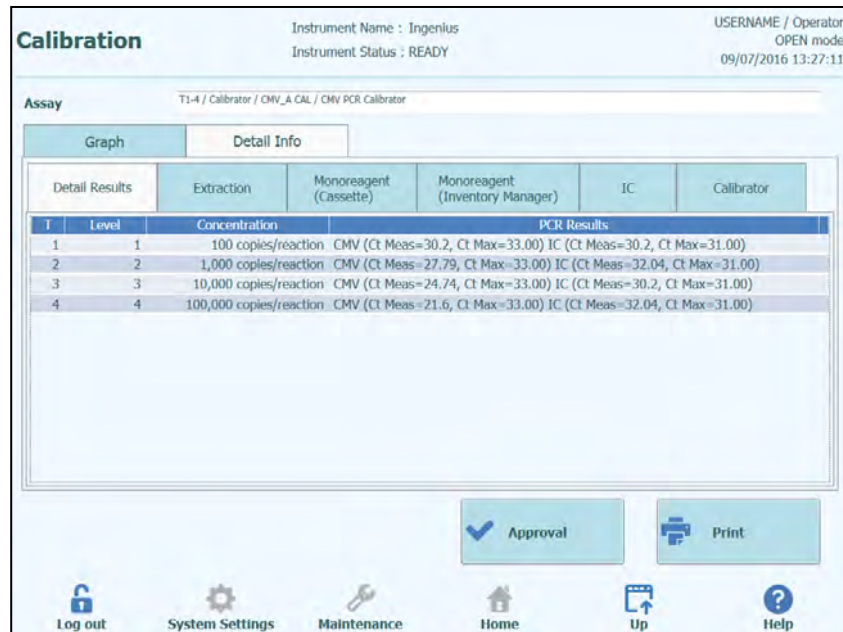 Calibration
Instrument Name : Ingenius
Instrument Status : READY
USERNAME / Operator
OPEN mode
09/07/2016 13:27:11
Assay
T1-4 / Calibrator / CMV_A CAL / CMV PCR Calibrator
Graph
Detail Info
Detail Results
Extraction
Monoreagent
(Cassette)
Monoreagent
(Inventory Manager)
IC
Calibrator
T Level Concentration PCR Results
1 1 100 copies/reaction CMV (Ct Meas=30.2, Ct Max=33.00) IC (Ct Meas=30.2, Ct Max=31.00)
2 2 1,000 copies/reaction CMV (Ct Meas=27.79, Ct Max=33.00) IC (Ct Meas=32.04, Ct Max=31.00)
3 3 10,000 copies/reaction CMV (Ct Meas=24.74, Ct Max=33.00) IC (Ct Meas=30.2, Ct Max=31.00)
4 4 100,000 copies/reaction CMV (Ct Meas=21.6, Ct Max=33.00) IC (Ct Meas=32.04, Ct Max=31.00)
Approval
Print
Log out
System Settings
Maintenance
Home
Up
Help